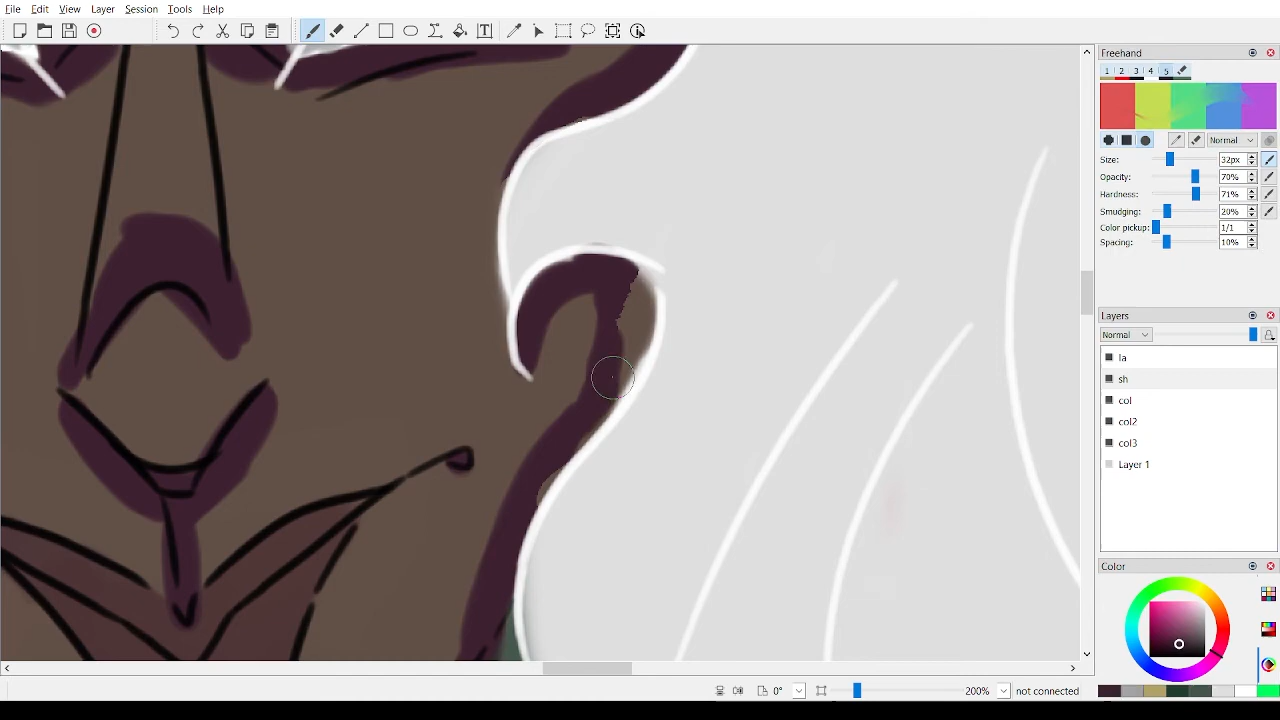 File Edit View Layer Session Tools Help
Freehand
1 2 3 4 5
Normal
Size: 32px
Opacity: 70%
Hardness: 71%
Smudging: 20%
Color pickup: 1/1
Spacing: 10%
Layers
Normal
la
sh
col
col2
col3
Layer 1
Color
0° 200% not connected